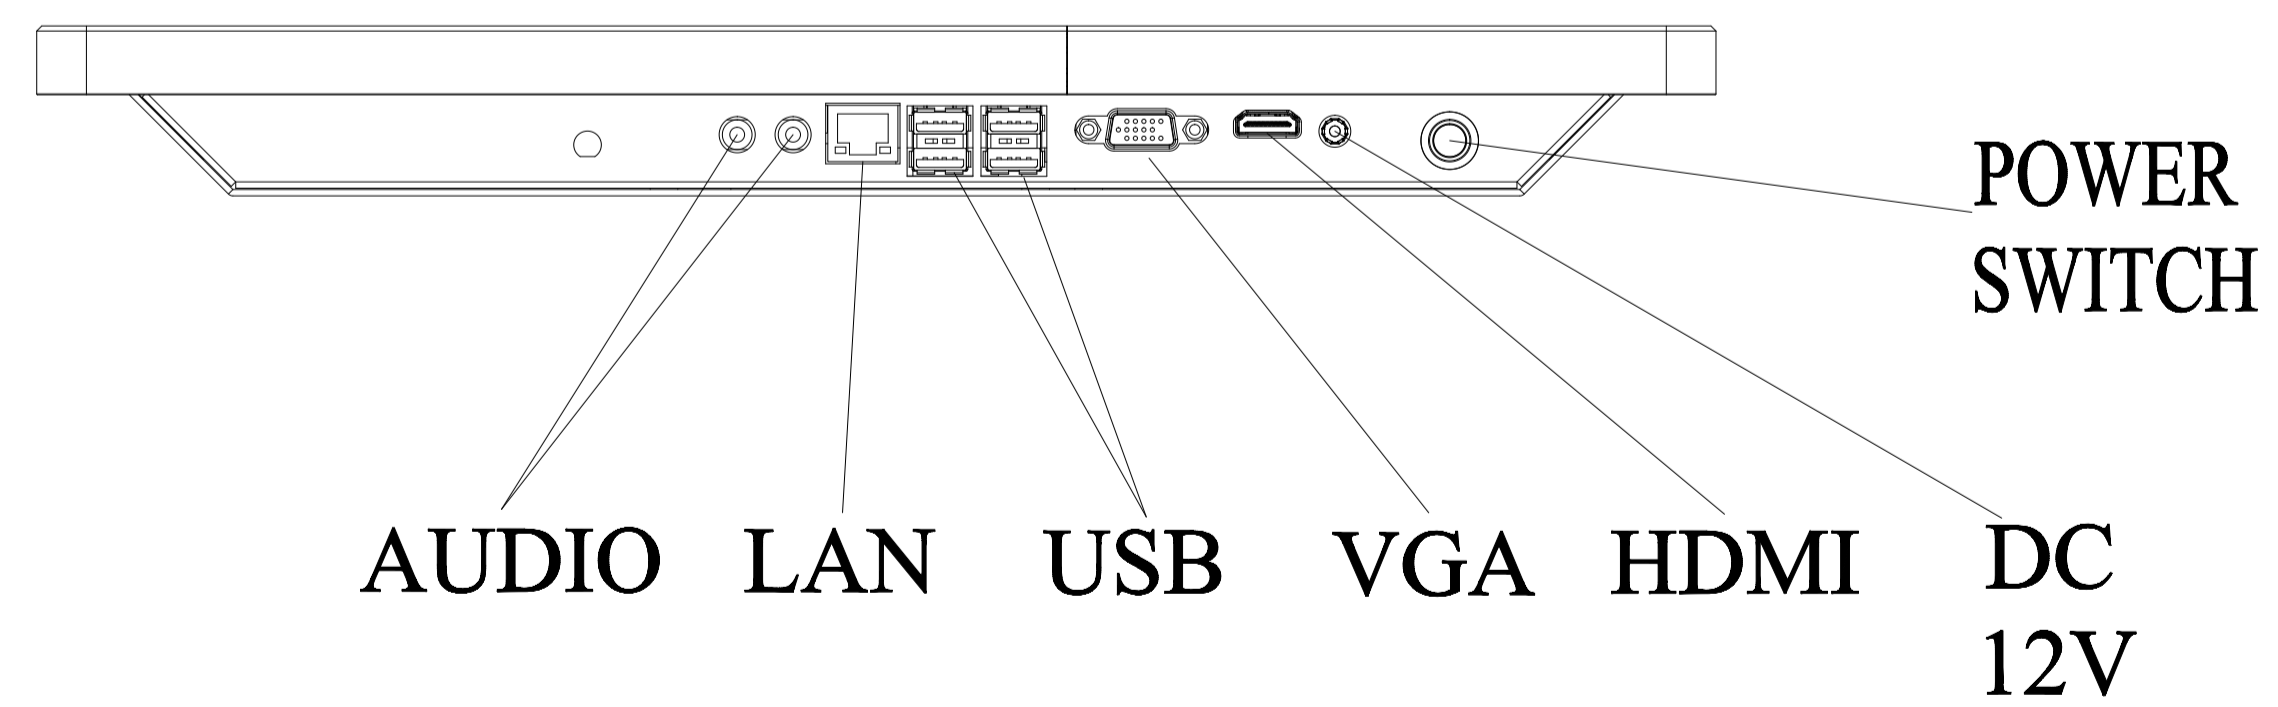 POWER
SWITCH
AUDIO LAN USB VGA HDMI DC
12V